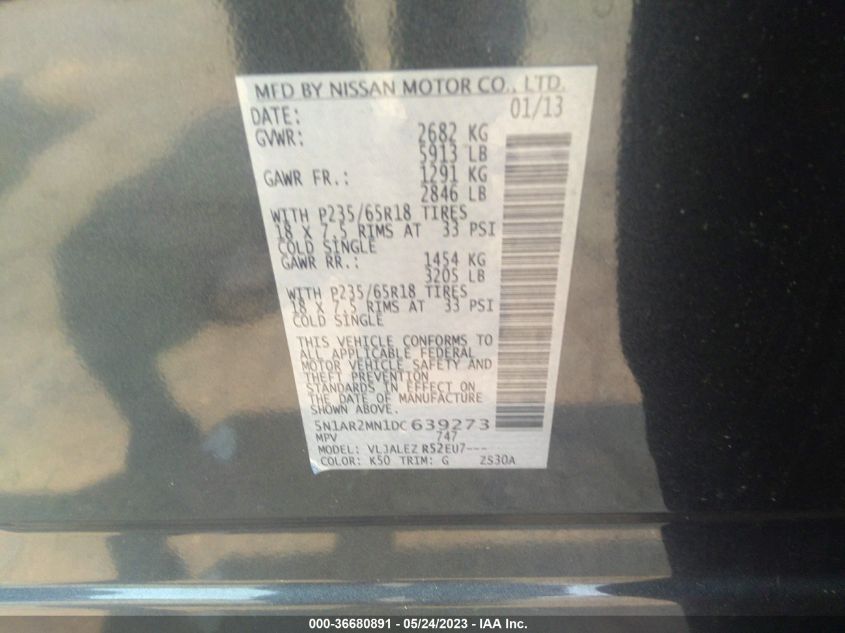 MFD BY NISSAN MOTOR CO., LTD.
DATE: 01/13
GVWR: 2682 KG
5913 LB
GAWR FR.: 1291 KG
2846 LB
WITH P235/65R18 TIRES
18 X 7.5 RIMS AT 33 PSI
COLD SINGLE
GAWR RR.: 1454 KG
3205 LB
WITH P235/65R18 TIRES
18 X 7.5 RIMS AT 33 PSI
COLD SINGLE
THIS VEHICLE CONFORMS TO
ALL APPLICABLE FEDERAL
MOTOR VEHICLE SAFETY AND
THEFT PREVENTION
STANDARDS IN EFFECT ON
THE DATE OF MANUFACTURE
SHOWN ABOVE.
5N1AR2MN1DC639273
MPV 747
MODEL: VLJALEZ R52EU7---
COLOR: K50 TRIM: G ZS30A
000-36680891 - 05/24/2023 - IAA Inc.